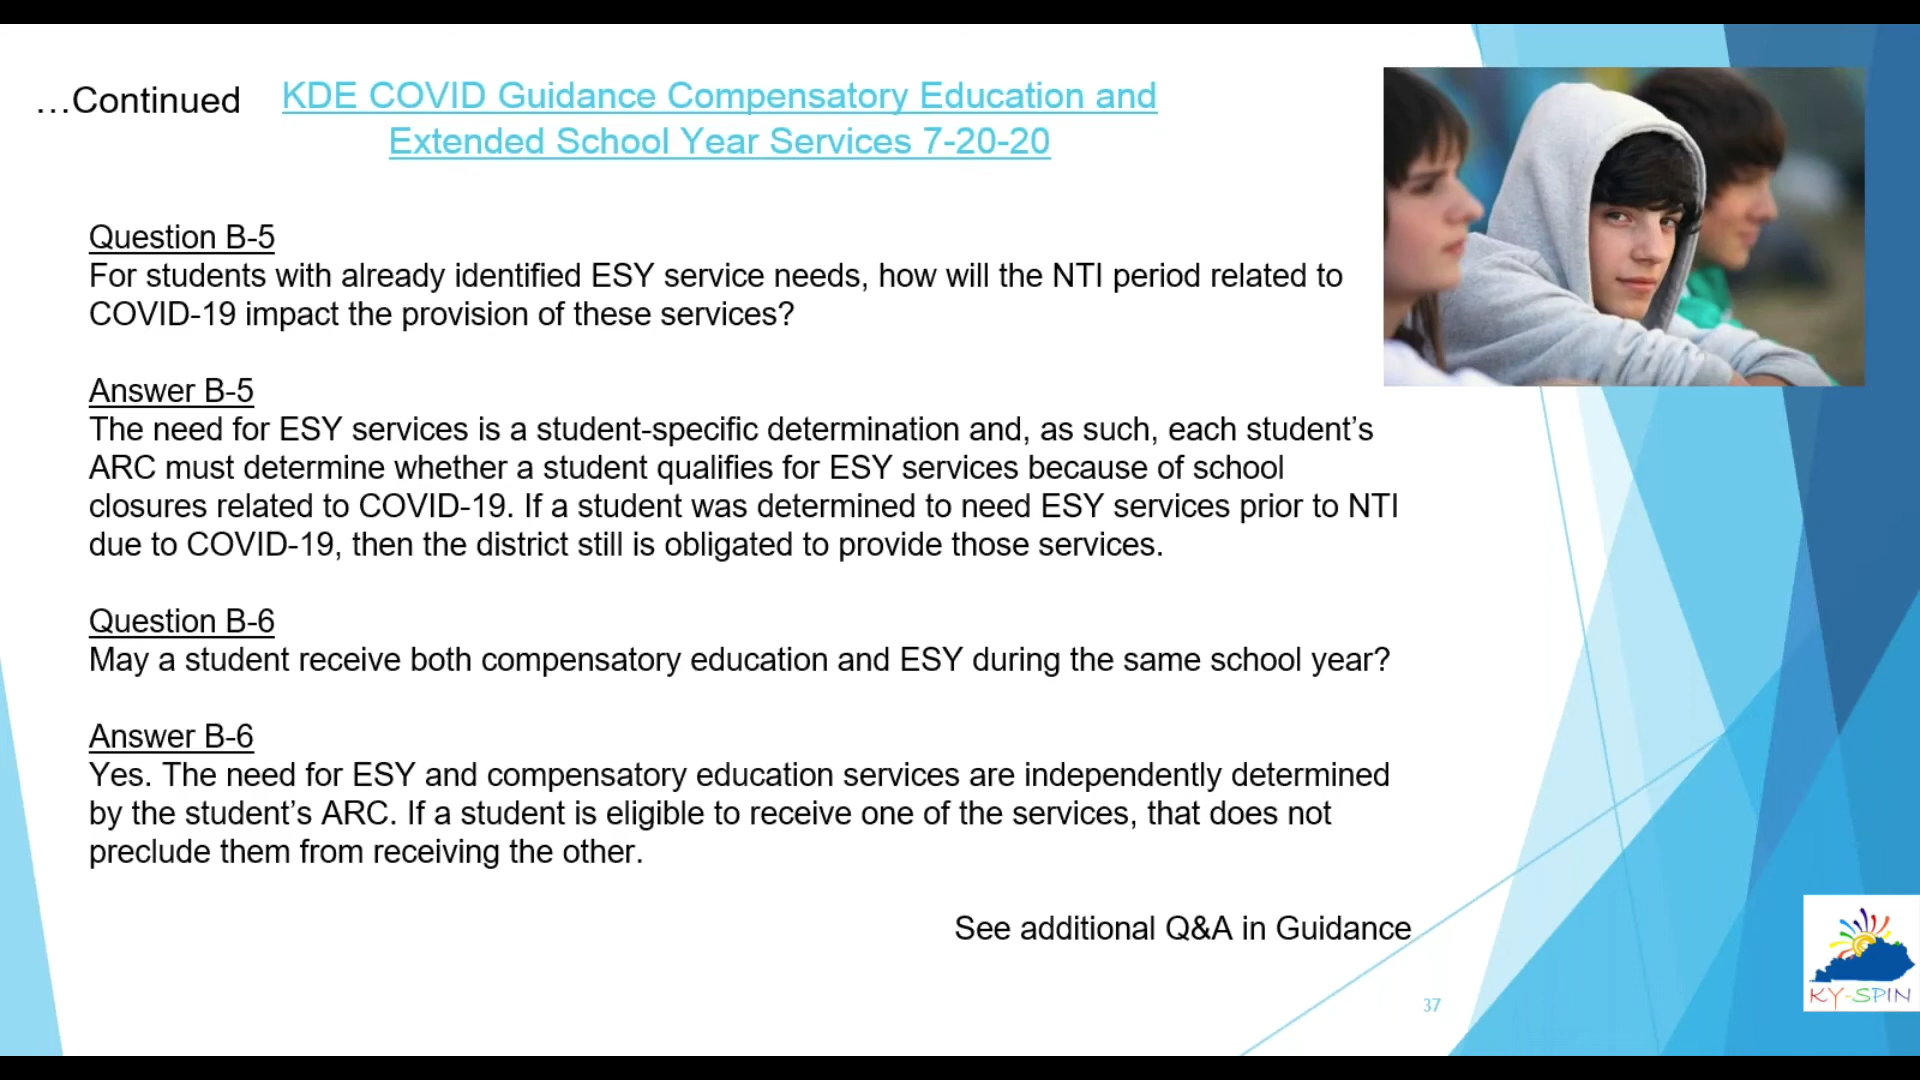 …Continued
KDE COVID Guidance Compensatory Education and
Extended School Year Services 7-20-20
Question B-5
For students with already identified ESY service needs, how will the NTI period related to
COVID-19 impact the provision of these services?
Answer B-5
The need for ESY services is a student-specific determination and, as such, each student’s
ARC must determine whether a student qualifies for ESY services because of school
closures related to COVID-19. If a student was determined to need ESY services prior to NTI
due to COVID-19, then the district still is obligated to provide those services.
Question B-6
May a student receive both compensatory education and ESY during the same school year?
Answer B-6
Yes. The need for ESY and compensatory education services are independently determined
by the student’s ARC. If a student is eligible to receive one of the services, that does not
preclude them from receiving the other.
See additional Q&A in Guidance
37
KY-SPIN